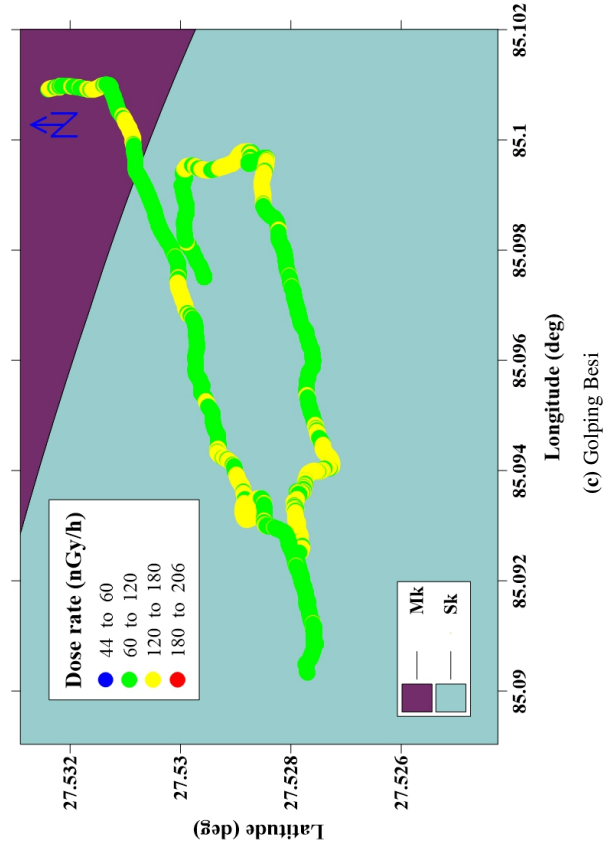 Dose rate (nGy/h)
44 to 60
60 to 120
120 to 180
180 to 206
N
Mk
Sk
27.532
27.53
27.528
27.526
Latitude (deg)
85.09
85.092
85.094
85.096
85.098
85.1
85.102
Longitude (deg)
(c) Golping Besi